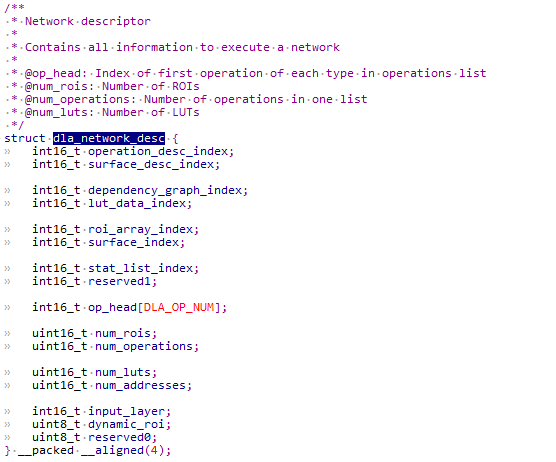 /**
 * Network descriptor
 *
 * Contains all information to execute a network
 *
 * @op_head: Index of first operation of each type in operations list
 * @num_rois: Number of ROIs
 * @num_operations: Number of operations in one list
 * @num_luts: Number of LUTs
 */
struct dla_network_desc {
» int16_t operation_desc_index;
» int16_t surface_desc_index;

» int16_t dependency_graph_index;
» int16_t lut_data_index;

» int16_t roi_array_index;
» int16_t surface_index;

» int16_t stat_list_index;
» int16_t reserved1;

» int16_t op_head[DLA_OP_NUM];

» uint16_t num_rois;
» uint16_t num_operations;

» uint16_t num_luts;
» uint16_t num_addresses;

» int16_t input_layer;
» uint8_t dynamic_roi;
» uint8_t reserved0;
} __packed __aligned(4);